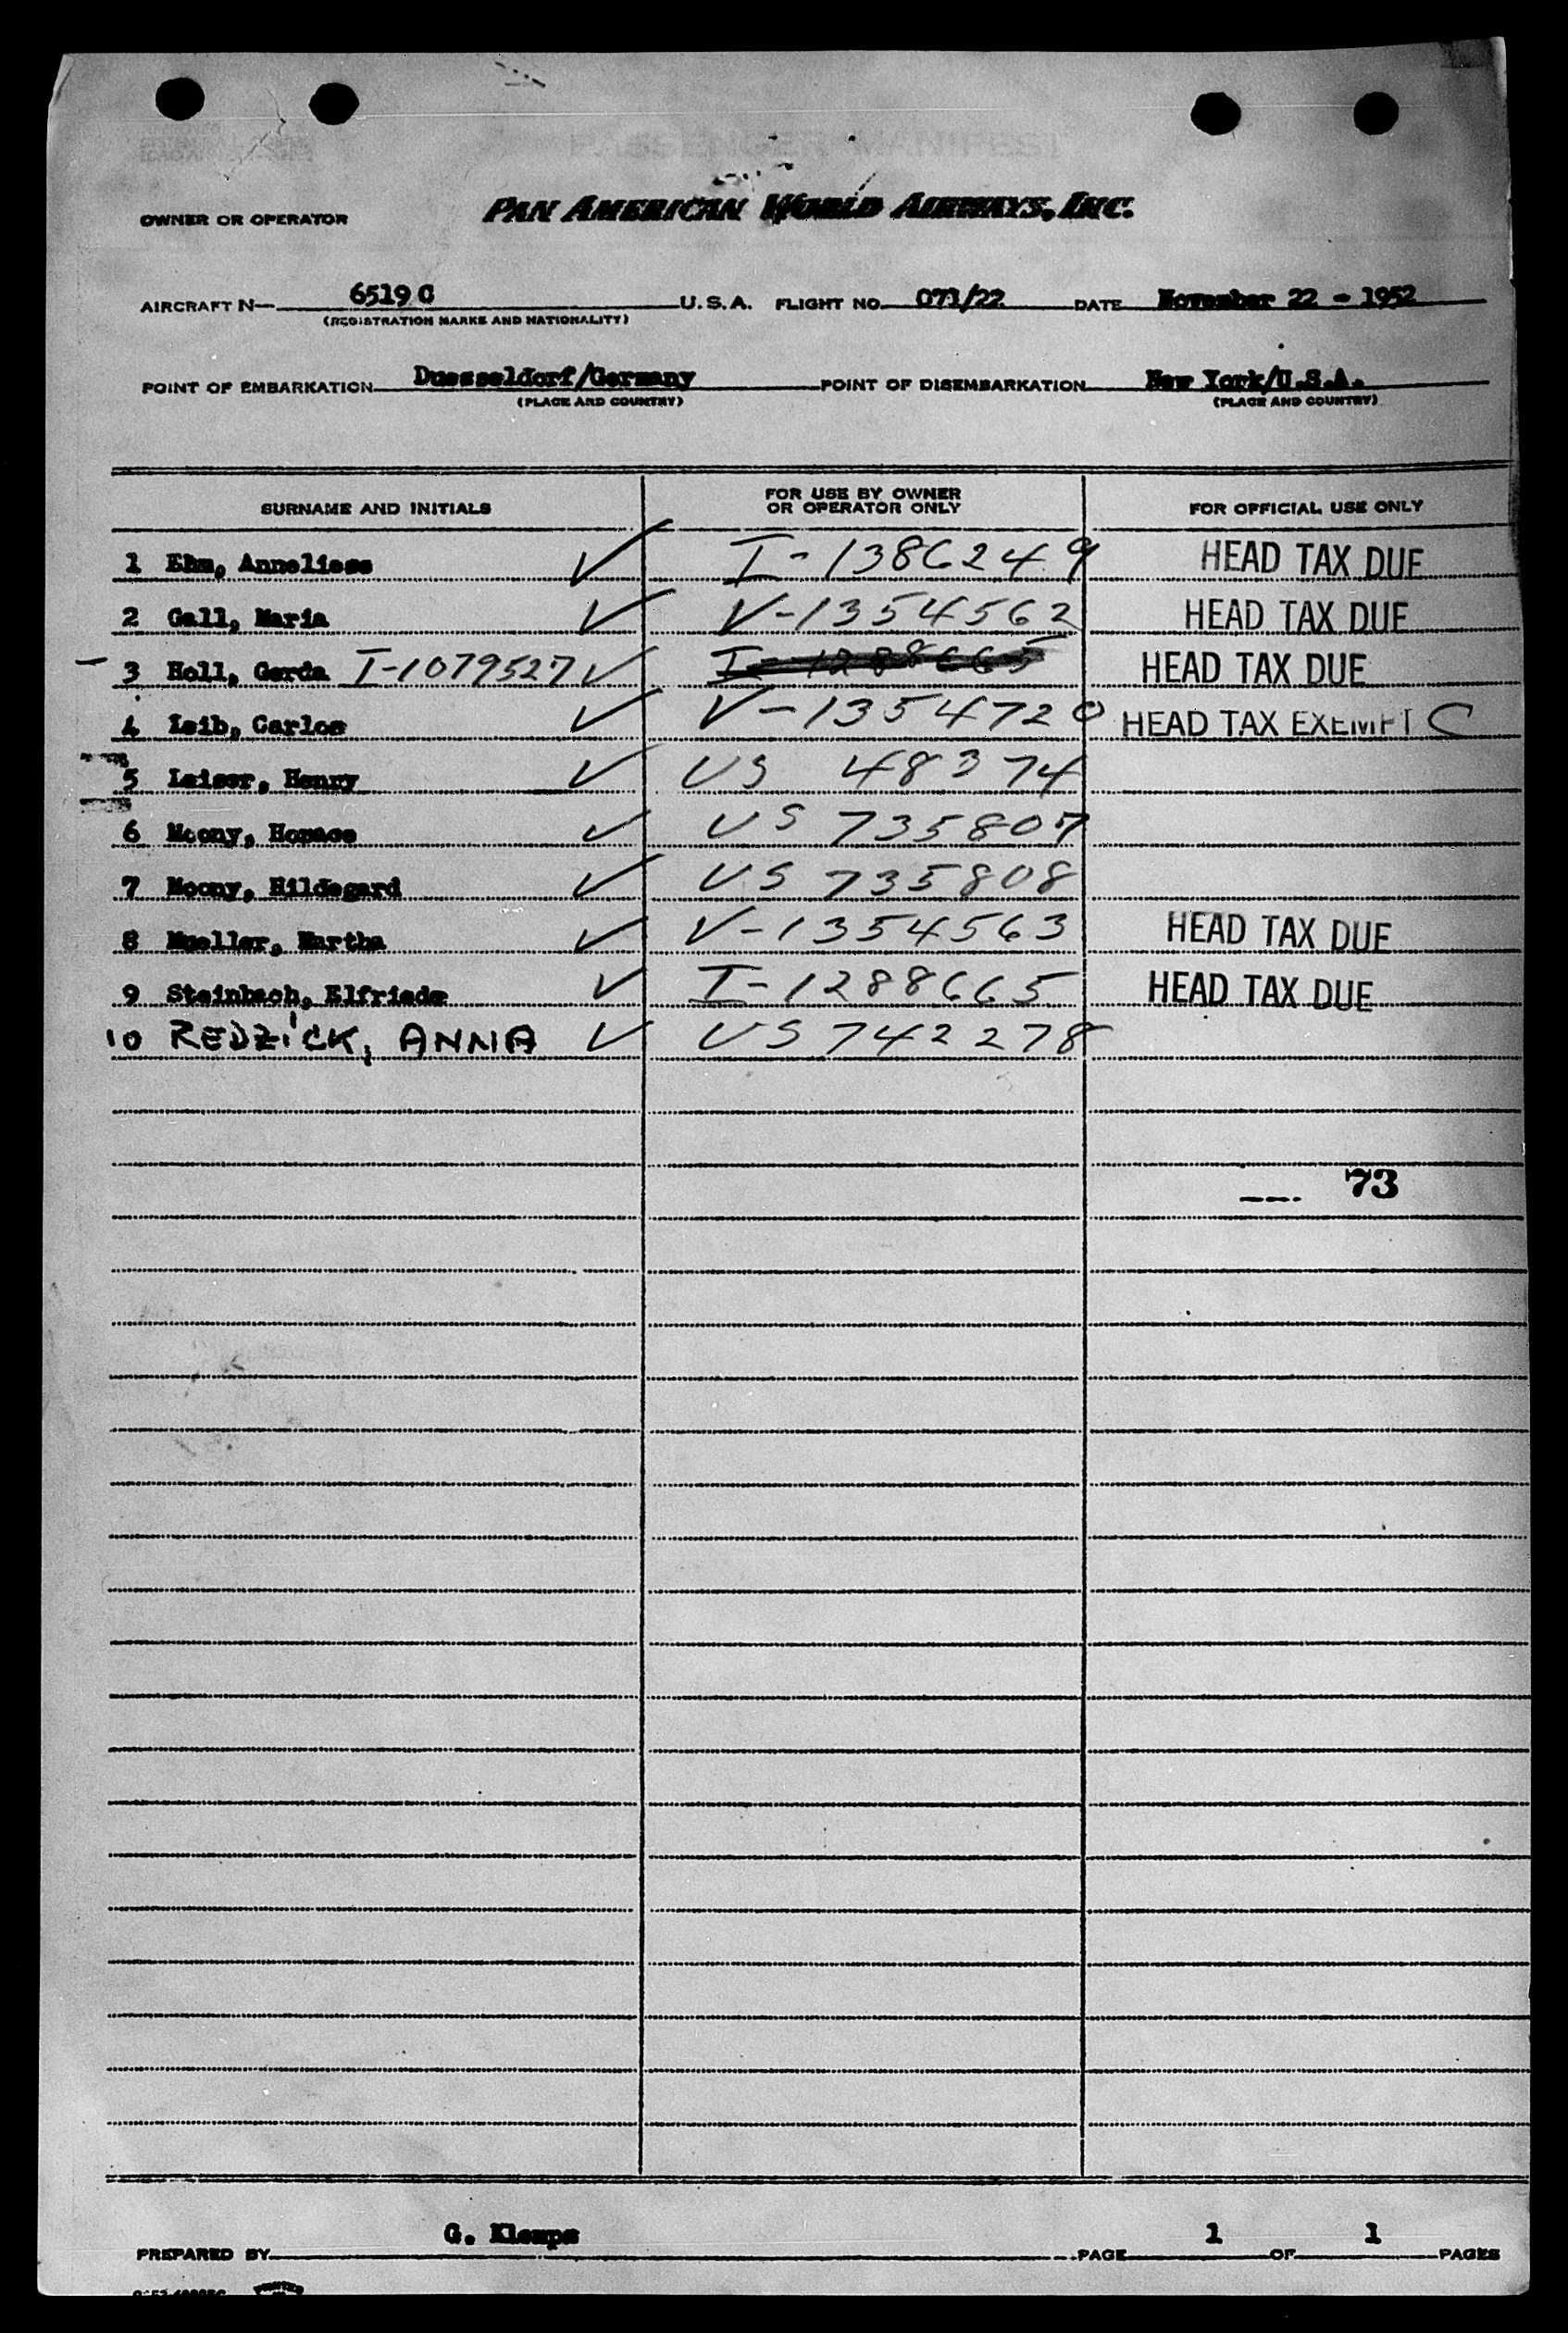 PASSENGER MANIFEST
OWNER OR OPERATOR PAN AMERICAN WORLD AIRWAYS, INC.
AIRCRAFT N— 6519 C U.S.A. FLIGHT NO. 071/22 DATE November 22 - 1952
(REGISTRATION MARKS AND NATIONALITY)
POINT OF EMBARKATION Duesseldorf/Germany POINT OF DISEMBARKATION New York/U.S.A.
(PLACE AND COUNTRY) (PLACE AND COUNTRY)
SURNAME AND INITIALS FOR USE BY OWNER OR OPERATOR ONLY FOR OFFICIAL USE ONLY
1 Ehm, Anneliese ✓ I-1386249 HEAD TAX DUE
2 Gall, Maria ✓ V-1354562 HEAD TAX DUE
3 Holl, Gerda I-1079527 ✓ I-1288665 HEAD TAX DUE
4 Leib, Carlos ✓ V-1354720 HEAD TAX EXEMPT C
5 Leiser, Henry ✓ US 48374
6 Moony, Horace ✓ US 735807
7 Moony, Hildegard ✓ US 735808
8 Mueller, Martha ✓ V-1354563 HEAD TAX DUE
9 Steinbach, Elfriede ✓ I-1288665 HEAD TAX DUE
10 REDZICK, ANNA ✓ US 742278
73
PREPARED BY G. Klemps PAGE 1 OF 1 PAGES